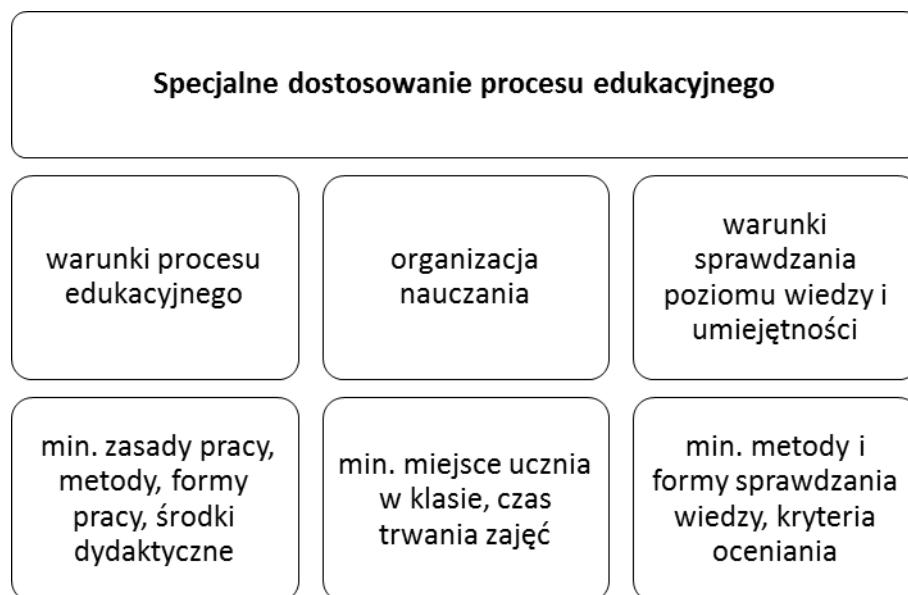 Specjalne dostosowanie procesu edukacyjnego
warunki procesu
edukacyjnego
organizacja
nauczania
warunki
sprawdzania
poziomu wiedzy i
umiejętności
min. zasady pracy,
metody, formy
pracy, środki
dydaktyczne
min. miejsce ucznia
w klasie, czas
trwania zajęć
min. metody i
formy sprawdzania
wiedzy, kryteria
oceniania